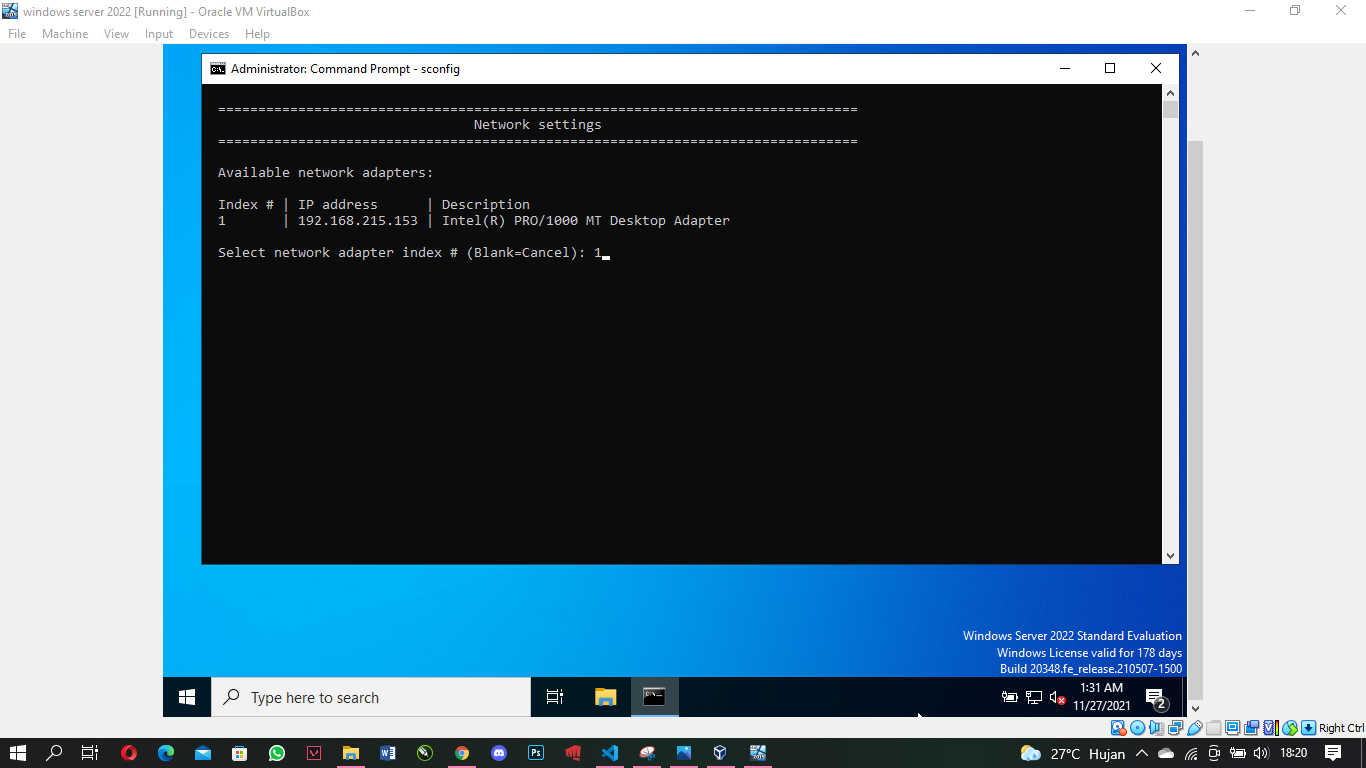 windows server 2022 [Running] - Oracle VM VirtualBox
File Machine View Input Devices Help
Administrator: Command Prompt - sconfig
================================================================================
Network settings
================================================================================
Available network adapters:
Index # | IP address | Description
1 | 192.168.215.153 | Intel(R) PRO/1000 MT Desktop Adapter
Select network adapter index # (Blank=Cancel): 1
Windows Server 2022 Standard Evaluation
Windows License valid for 178 days
Build 20348.fe_release.210507-1500
Type here to search
1:31 AM
11/27/2021
2
Right Ctrl
27°C Hujan
18:20